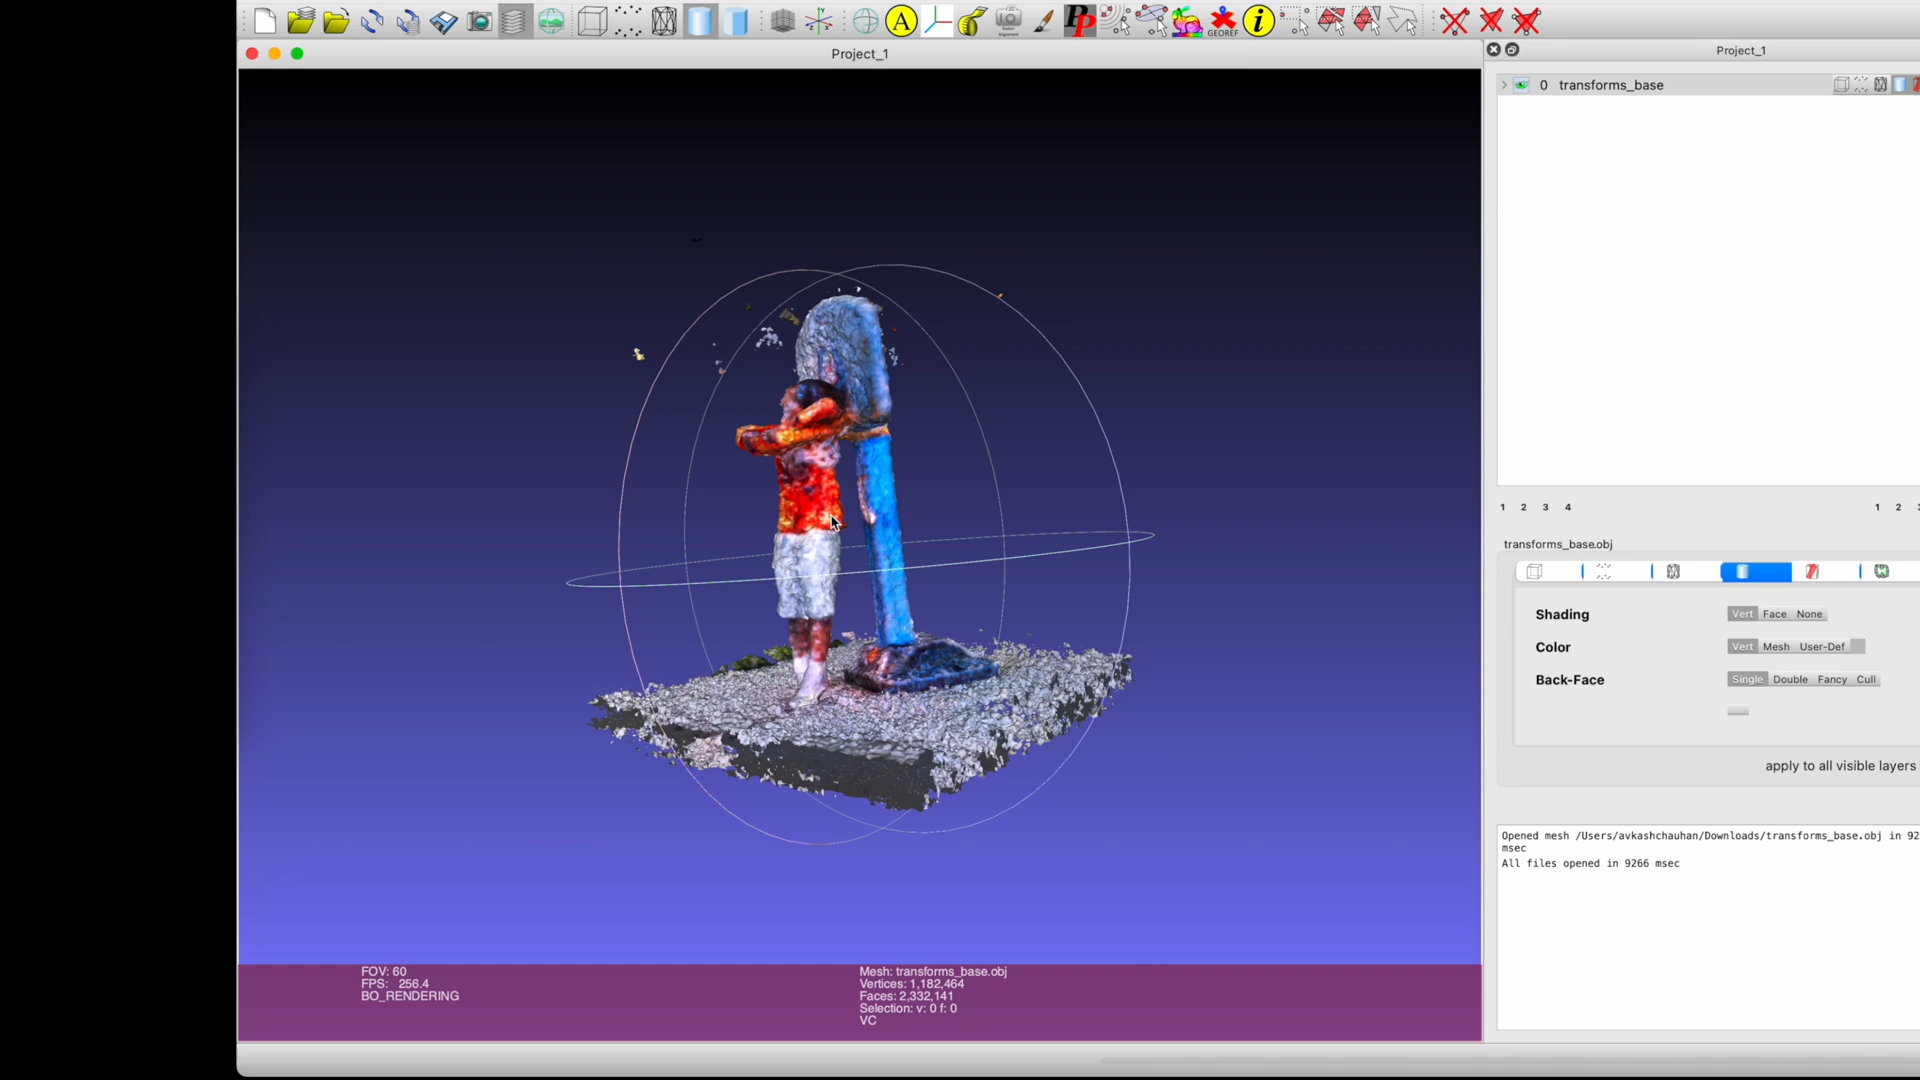 A
Pp
GEOREF
i
Project_1
Project_1
0 transforms_base
1 2 3 4
1 2 3
transforms_base.obj
Shading
Vert Face None
Color
Vert Mesh User-Def
Back-Face
Single Double Fancy Cull
apply to all visible layers
Opened mesh /Users/avkashchauhan/Downloads/transforms_base.obj in 92
msec
All files opened in 9266 msec
FOV: 60
FPS: 256.4
BO_RENDERING
Mesh: transforms_base.obj
Vertices: 1,182,464
Faces: 2,332,141
Selection: v: 0 f: 0
VC